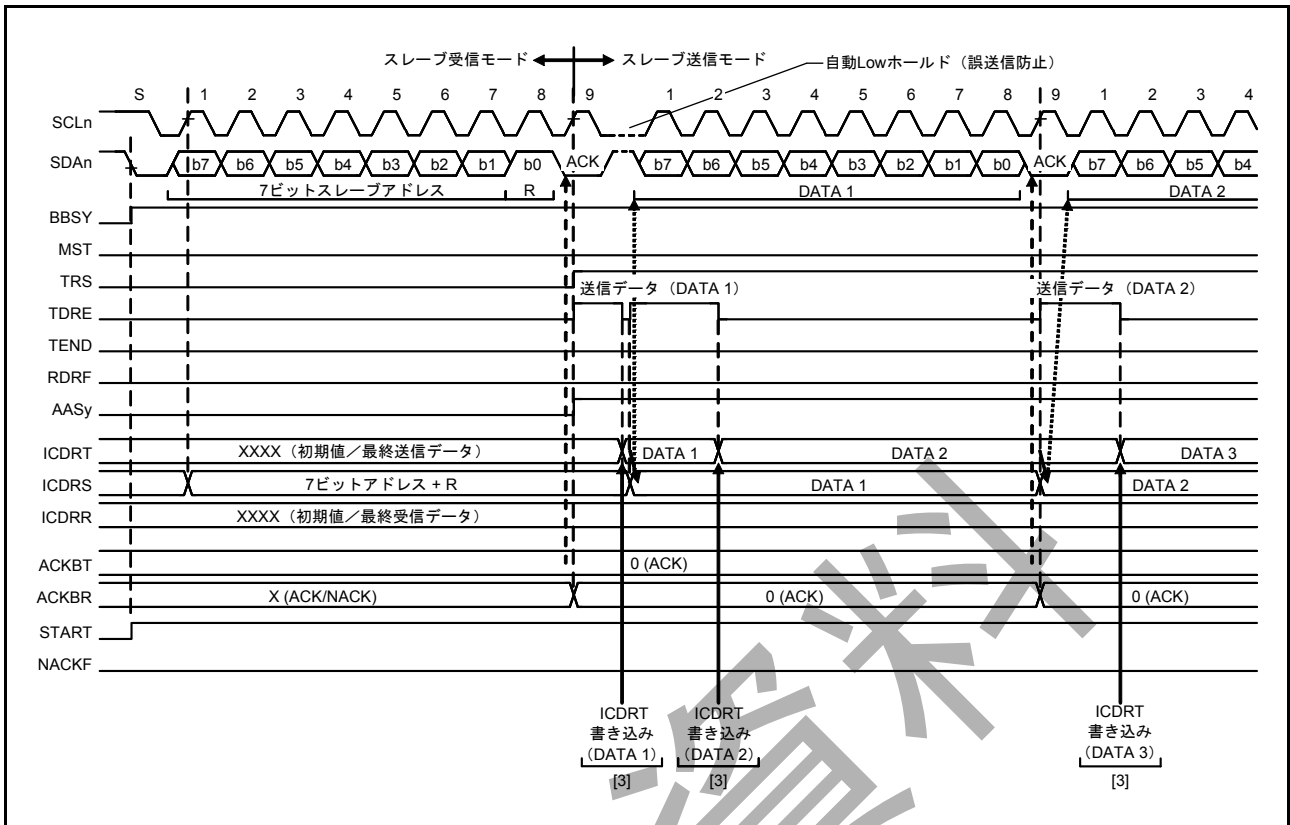 スレーブ受信モード スレーブ送信モード 自動Lowホールド（誤送信防止）
S 1 2 3 4 5 6 7 8 9 1 2 3 4 5 6 7 8 9 1 2 3 4
SCLn
SDAn b7 b6 b5 b4 b3 b2 b1 b0 ACK b7 b6 b5 b4 b3 b2 b1 b0 ACK b7 b6 b5 b4
7ビットスレーブアドレス R DATA 1 DATA 2
BBSY
MST
TRS
送信データ（DATA 1） 送信データ（DATA 2）
TDRE
TEND
RDRF
AASy
ICDRT XXXX（初期値／最終送信データ） DATA 1 DATA 2 DATA 3
ICDRS 7ビットアドレス + R DATA 1 DATA 2
ICDRR XXXX（初期値／最終受信データ）
ACKBT 0 (ACK)
ACKBR X (ACK/NACK) 0 (ACK) 0 (ACK)
START
NACKF
ICDRT ICDRT ICDRT
書き込み 書き込み 書き込み
（DATA 1） （DATA 2） （DATA 3）
[3] [3] [3]
資料